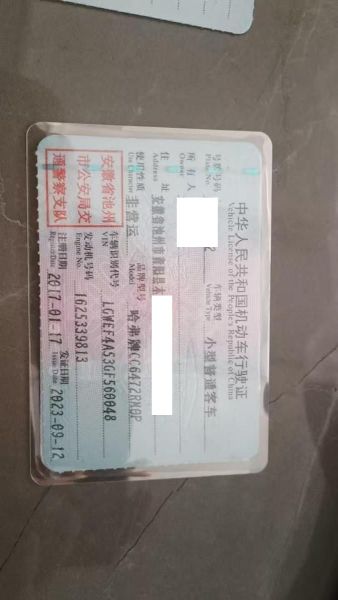 中华人民共和国机动车行驶证
Vehicle License of the People's Republic of China
号牌号码 2 车辆类型 小型普通客车
Plate No. Vehicle Type
所有人
Owner
住址 安徽省池州市青阳县
Address
使用性质 非营运 品牌型号 哈弗牌CC6472RM0P
Use Character Model
安徽省池州
市公安局交
通警察支队
车辆识别代号 LGWEF4A53GF560048
VIN
发动机号码 1625339813
Engine No.
注册日期 2017-01-17 发证日期 2023-09-12
Register Date Issue Date